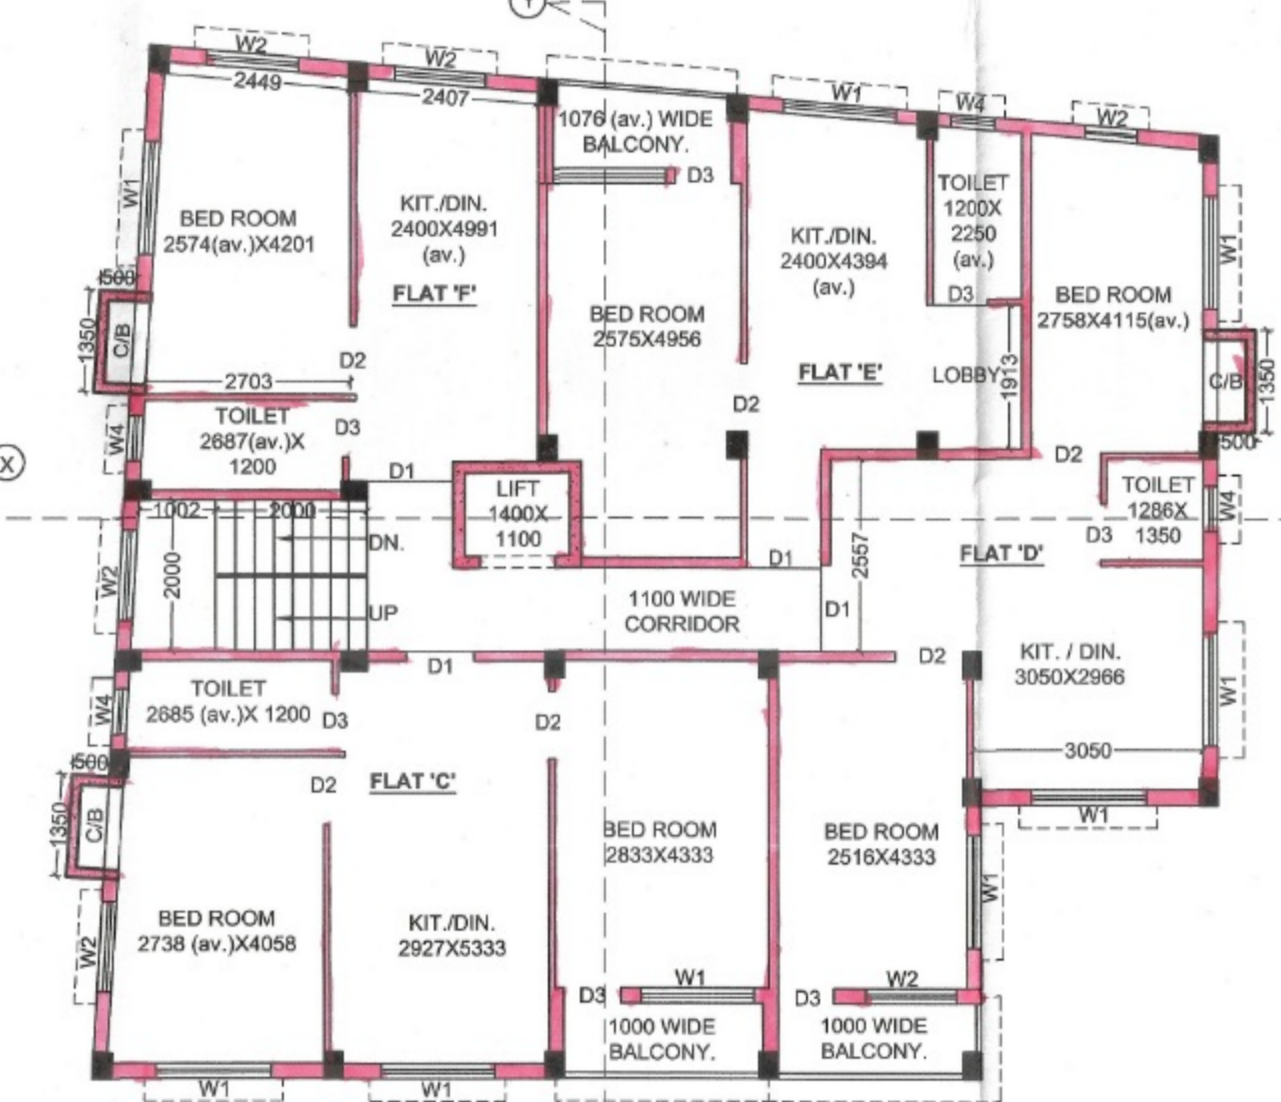 Y
W2
W2
2449
2407
W1
W4
W2
1076 (av.) WIDE
BALCONY.
D3
W1
BED ROOM
2574(av.)X4201
KIT./DIN.
2400X4991
(av.)
FLAT 'F'
KIT./DIN.
2400X4394
(av.)
TOILET
1200X
2250
(av.)
D3
W1
BED ROOM
2758X4115(av.)
500
1350
C/B
BED ROOM
2575X4956
FLAT 'E'
LOBBY
1913
C/B
1350
500
D2
2703
D2
D2
W4
TOILET
2687(av.)X
1200
D3
D1
X
LIFT
1400X
1100
TOILET
1286X
1350
W4
D3
1002
2000
DN.
UP
2000
W2
D1
2557
D1
FLAT 'D'
1100 WIDE
CORRIDOR
D1
D2
KIT. / DIN.
3050X2966
W1
3050
W1
W4
TOILET
2685 (av.)X 1200
D3
D2
D2
FLAT 'C'
500
1350
C/B
BED ROOM
2833X4333
BED ROOM
2516X4333
W1
BED ROOM
2738 (av.)X4058
KIT./DIN.
2927X5333
W2
D3
W1
D3
W2
1000 WIDE
BALCONY.
1000 WIDE
BALCONY.
W1
W1